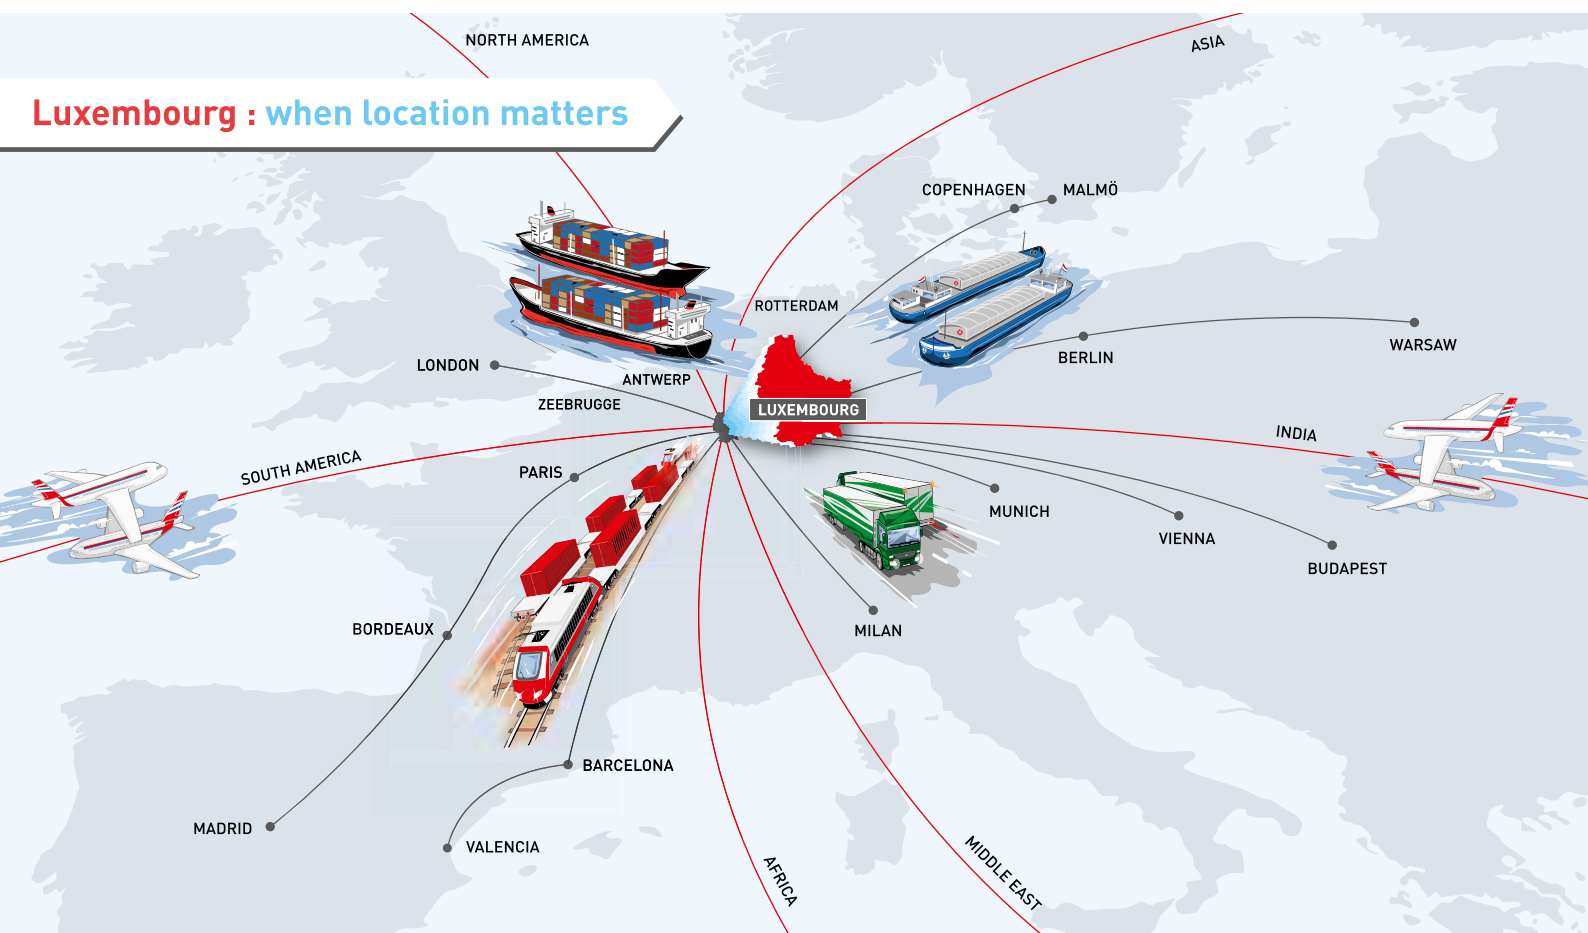 NORTH AMERICA
ASIA
Luxembourg : when location matters
COPENHAGEN
MALMÖ
ROTTERDAM
WARSAW
BERLIN
LONDON
ANTWERP
ZEEBRUGGE
LUXEMBOURG
INDIA
SOUTH AMERICA
PARIS
MUNICH
VIENNA
BUDAPEST
BORDEAUX
MILAN
BARCELONA
MADRID
VALENCIA
AFRICA
MIDDLE EAST